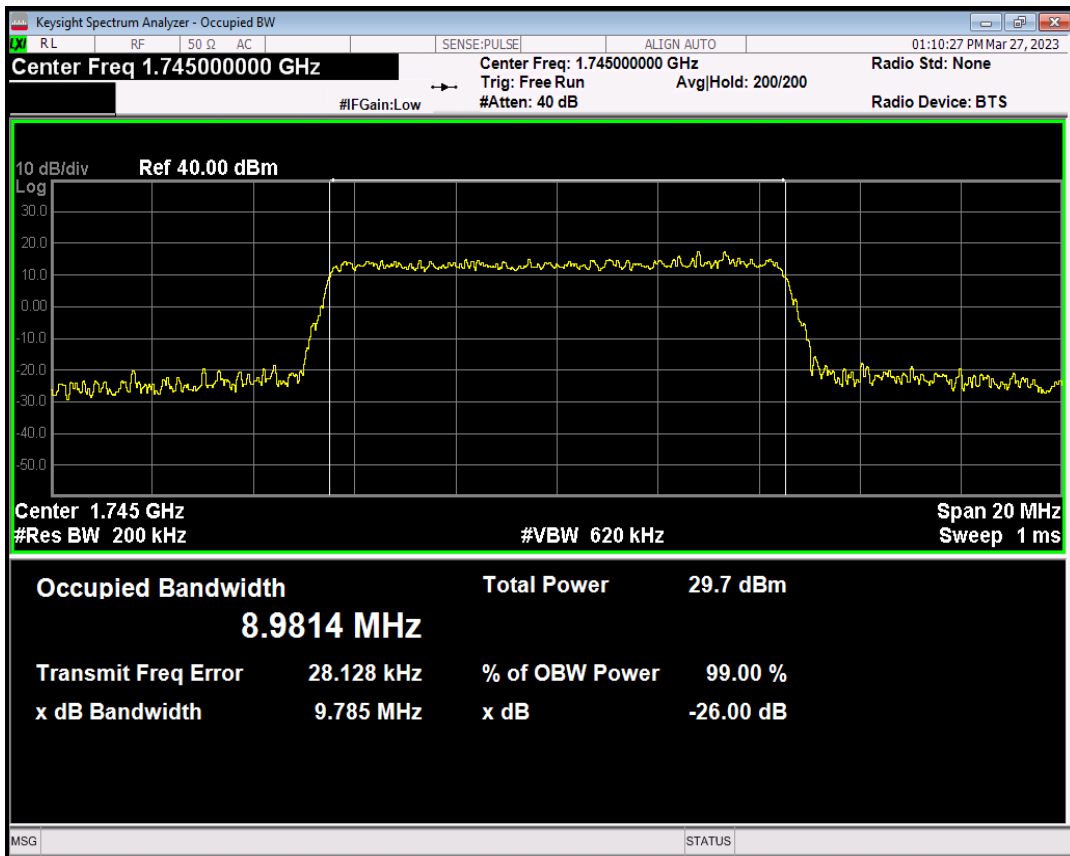 Keysight Spectrum Analyzer - Occupied BW
LXI RL RF 50 Ω AC SENSE:PULSE ALIGN AUTO 01:10:27 PM Mar 27, 2023
Center Freq 1.745000000 GHz Center Freq: 1.745000000 GHz Radio Std: None
Trig: Free Run Avg|Hold: 200/200
#IFGain:Low #Atten: 40 dB Radio Device: BTS
10 dB/div Ref 40.00 dBm
Log
30.0
20.0
10.0
0.00
-10.0
-20.0
-30.0
-40.0
-50.0
Center 1.745 GHz Span 20 MHz
#Res BW 200 kHz #VBW 620 kHz Sweep 1 ms
Occupied Bandwidth Total Power 29.7 dBm
8.9814 MHz
Transmit Freq Error 28.128 kHz % of OBW Power 99.00 %
x dB Bandwidth 9.785 MHz x dB -26.00 dB
MSG STATUS